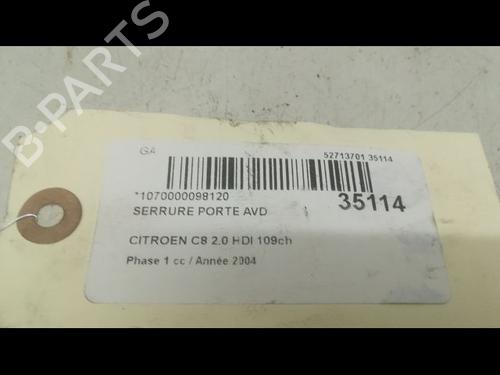 GA
52713701 35114
*1070000098120
35114
SERRURE PORTE AVD
CITROEN C8 2.0 HDI 109ch
Phase 1 cc / Année 2004
B-PARTS